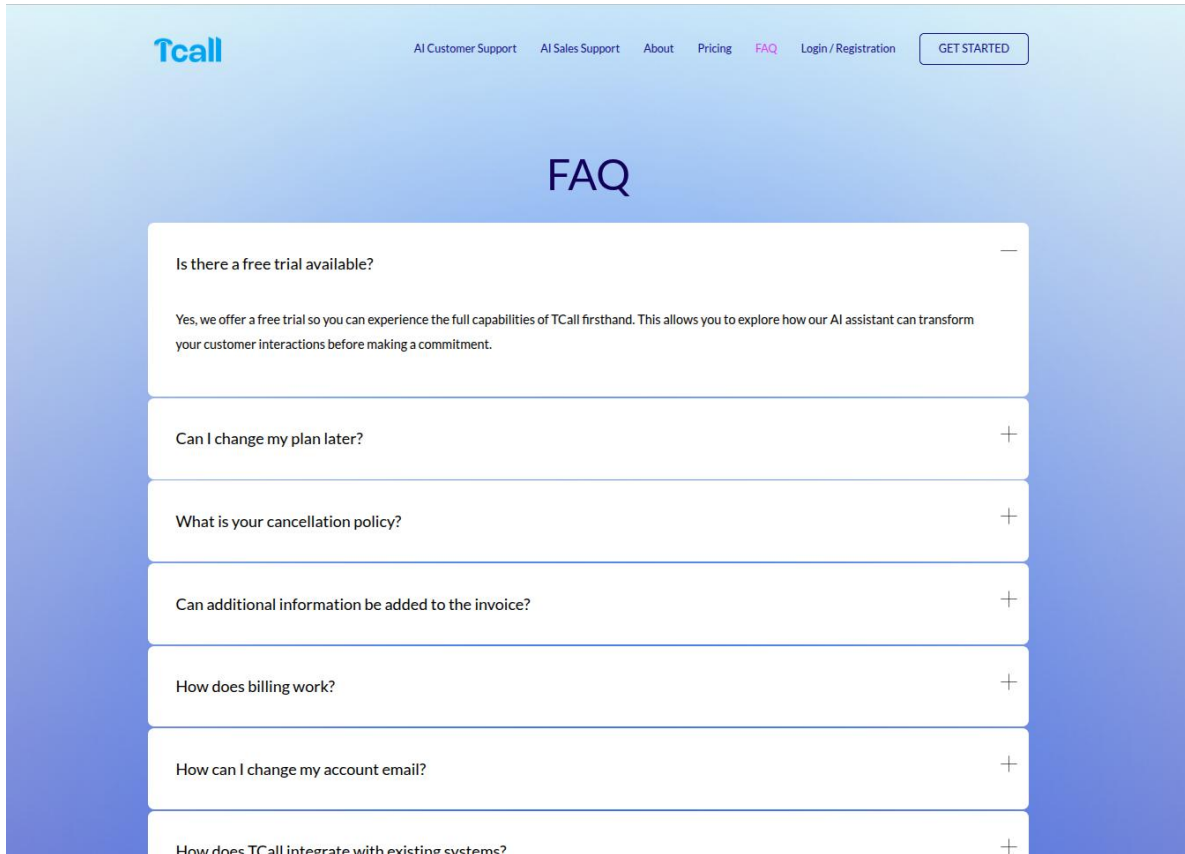 Tcall
AI Customer Support AI Sales Support About Pricing FAQ Login / Registration GET STARTED
FAQ
Is there a free trial available?
Yes, we offer a free trial so you can experience the full capabilities of TCall firsthand. This allows you to explore how our AI assistant can transform
your customer interactions before making a commitment.
Can I change my plan later?
What is your cancellation policy?
Can additional information be added to the invoice?
How does billing work?
How can I change my account email?
How does TCall integrate with existing systems?